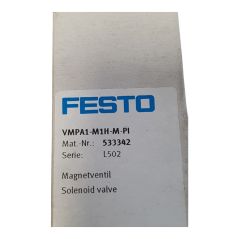 FESTO
VMPA1-M1H-M-PI
Mat.-Nr.: 533342
Serie: L502
Magnetventil
Solenoid valve